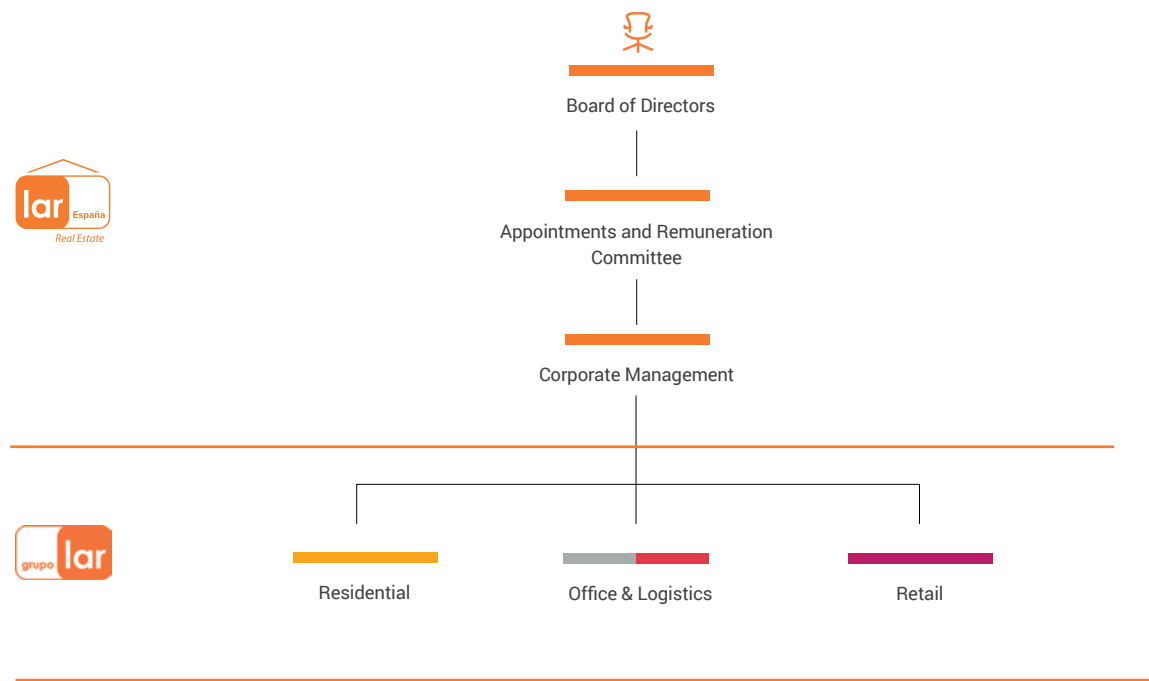 Board of Directors
lar
España
Real Estate
Appointments and Remuneration
Committee
Corporate Management
grupo lar
Residential
Office & Logistics
Retail